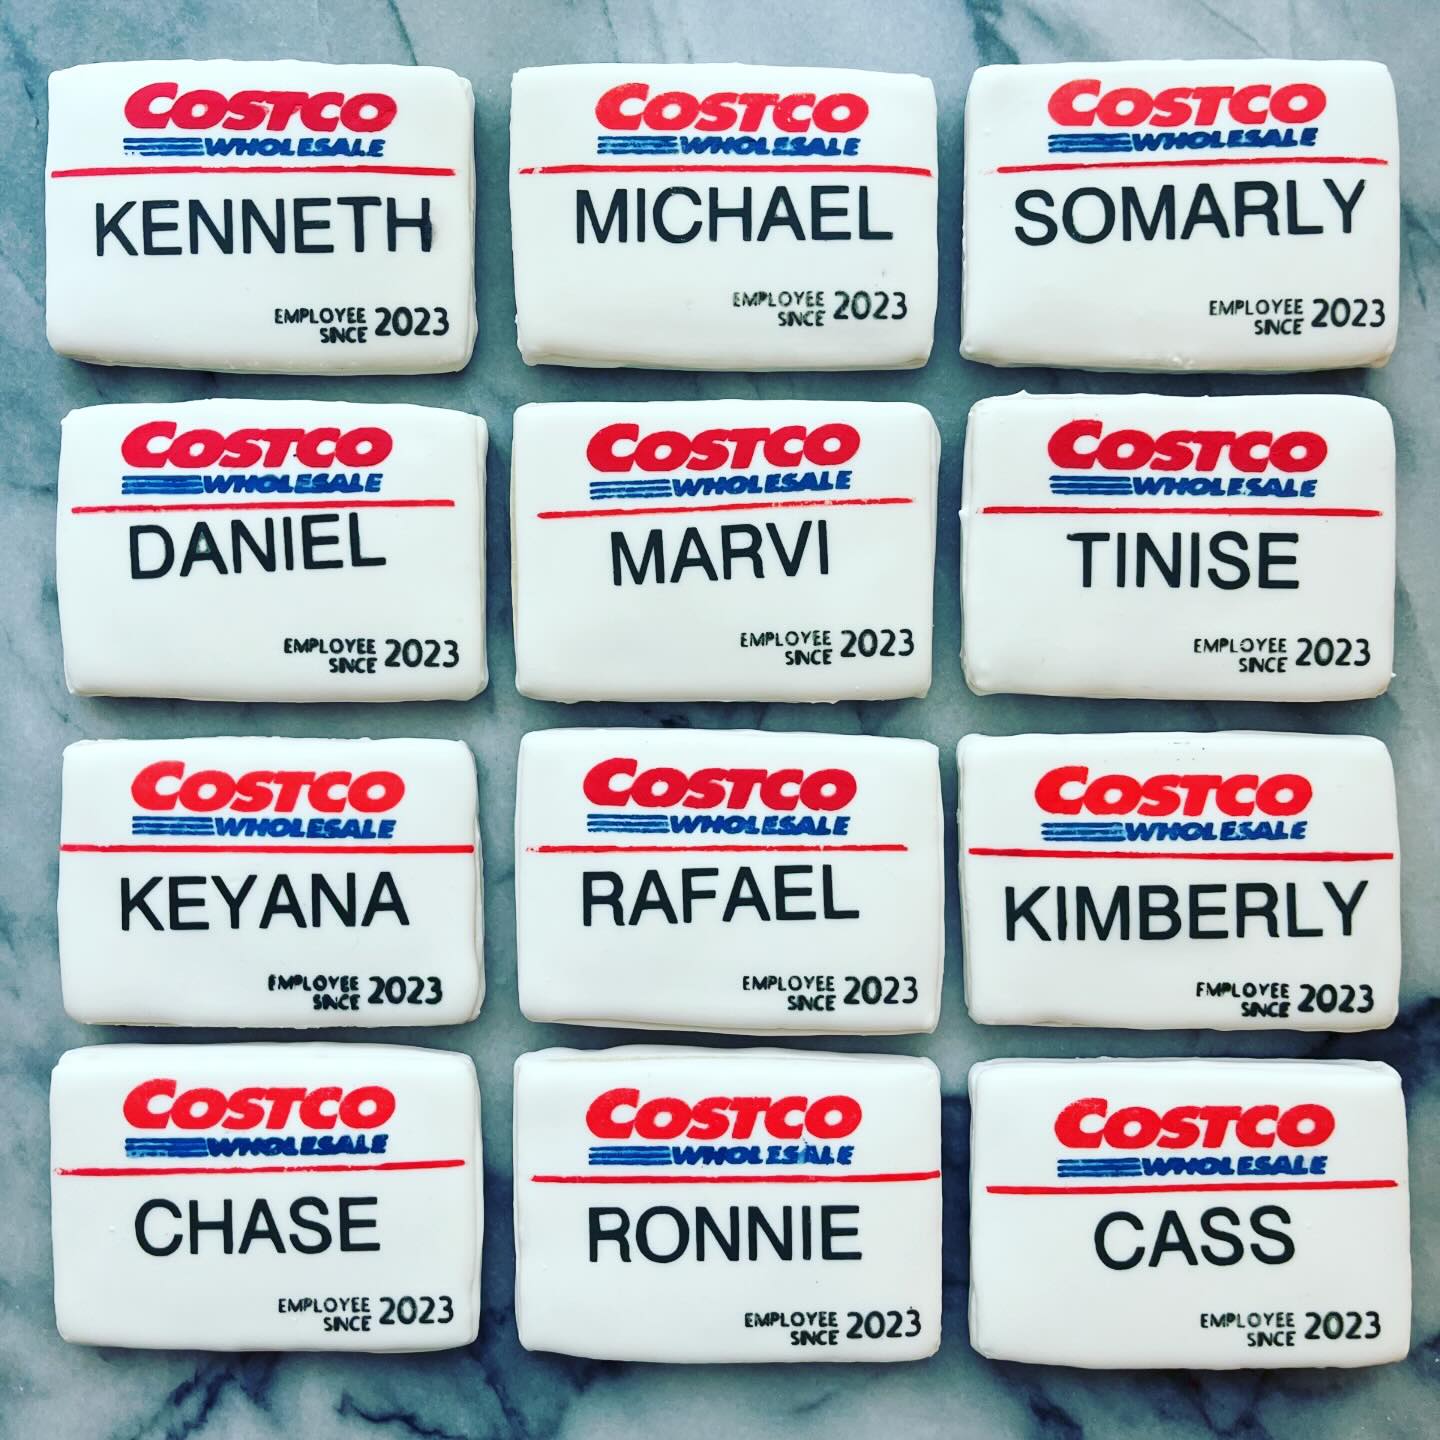 COSTCO
WHOLESALE
KENNETH
EMPLOYEE
SINCE 2023
COSTCO
WHOLESALE
MICHAEL
EMPLOYEE
SINCE 2023
COSTCO
WHOLESALE
SOMARLY
EMPLOYEE
SINCE 2023
COSTCO
WHOLESALE
DANIEL
EMPLOYEE
SINCE 2023
COSTCO
WHOLESALE
MARVI
EMPLOYEE
SINCE 2023
COSTCO
WHOLESALE
TINISE
EMPLOYEE
SINCE 2023
COSTCO
WHOLESALE
KEYANA
EMPLOYEE
SINCE 2023
COSTCO
WHOLESALE
RAFAEL
EMPLOYEE
SINCE 2023
COSTCO
WHOLESALE
KIMBERLY
EMPLOYEE
SINCE 2023
COSTCO
WHOLESALE
CHASE
EMPLOYEE
SINCE 2023
COSTCO
WHOLESALE
RONNIE
EMPLOYEE
SINCE 2023
COSTCO
WHOLESALE
CASS
EMPLOYEE
SINCE 2023